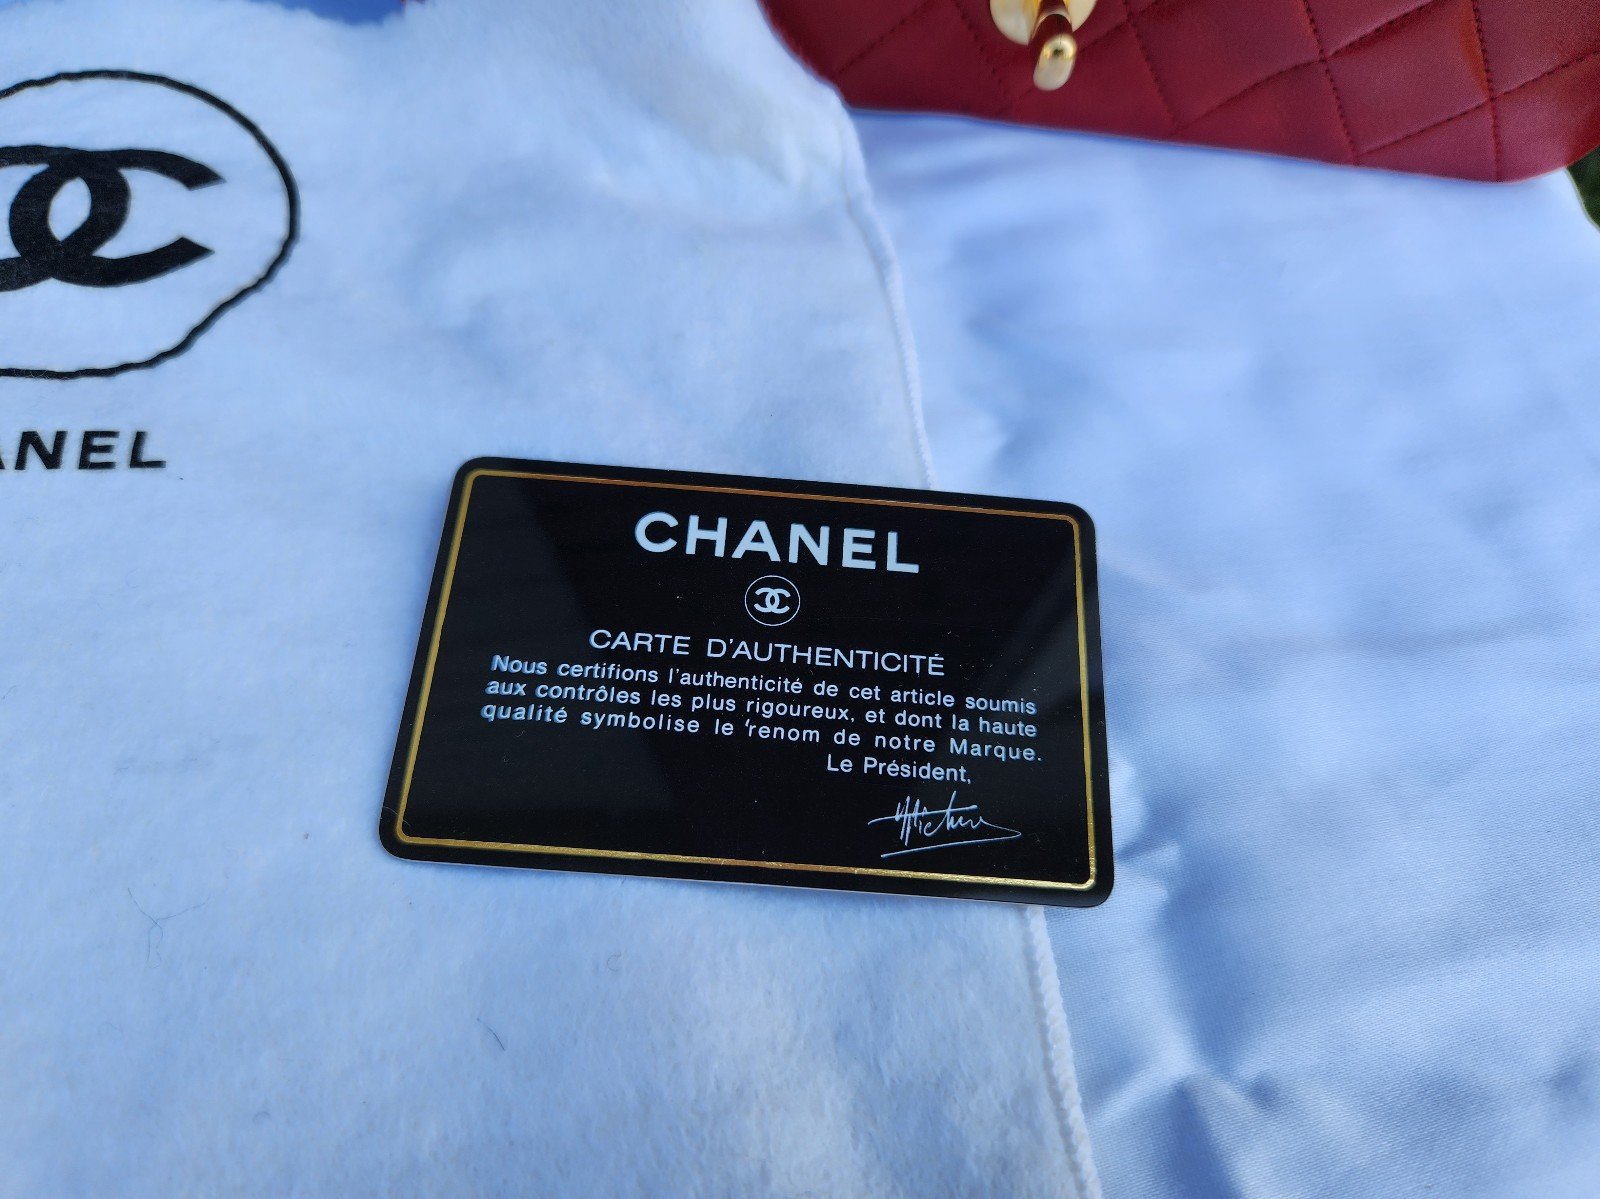 ANEL
CHANEL
CARTE D'AUTHENTICITÉ
Nous certifions l'authenticité de cet article soumis
aux contrôles les plus rigoureux, et dont la haute
qualité symbolise le renom de notre Marque.
Le Président,